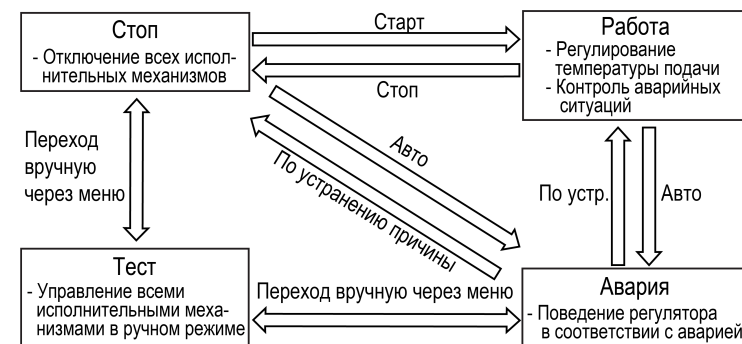 Стоп
- Отключение всех испол-
нительных механизмов
Старт
Стоп
Работа
- Регулирование
температуры подачи
- Контроль аварийных
ситуаций
Переход
вручную
через меню
Авто
По устранению причины
По устр.
Авто
Тест
- Управление всеми
исполнительными меха-
низмами в ручном режиме
Переход вручную через меню
Авария
- Поведение регулятора
в соответствии с аварией